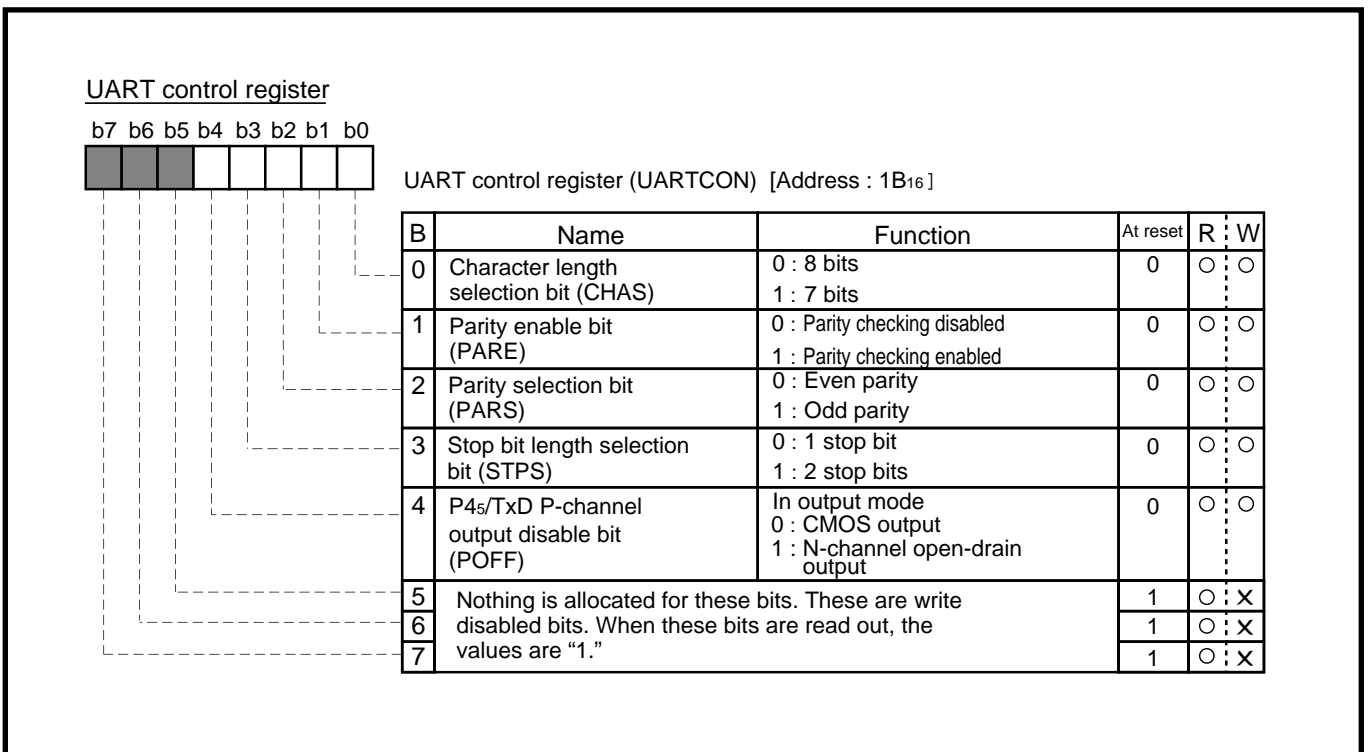 UART control register
b7 b6 b5 b4 b3 b2 b1 b0
UART control register (UARTCON) [Address : 1B16 ]
B Name Function At reset R W
0 Character length selection bit (CHAS) 0 : 8 bits 1 : 7 bits 0 ○ ○
1 Parity enable bit (PARE) 0 : Parity checking disabled 1 : Parity checking enabled 0 ○ ○
2 Parity selection bit (PARS) 0 : Even parity 1 : Odd parity 0 ○ ○
3 Stop bit length selection bit (STPS) 0 : 1 stop bit 1 : 2 stop bits 0 ○ ○
4 P45/TxD P-channel output disable bit (POFF) In output mode 0 : CMOS output 1 : N-channel open-drain output 0 ○ ○
5 Nothing is allocated for these bits. These are write 1 ○ ×
6 disabled bits. When these bits are read out, the 1 ○ ×
7 values are “1.” 1 ○ ×